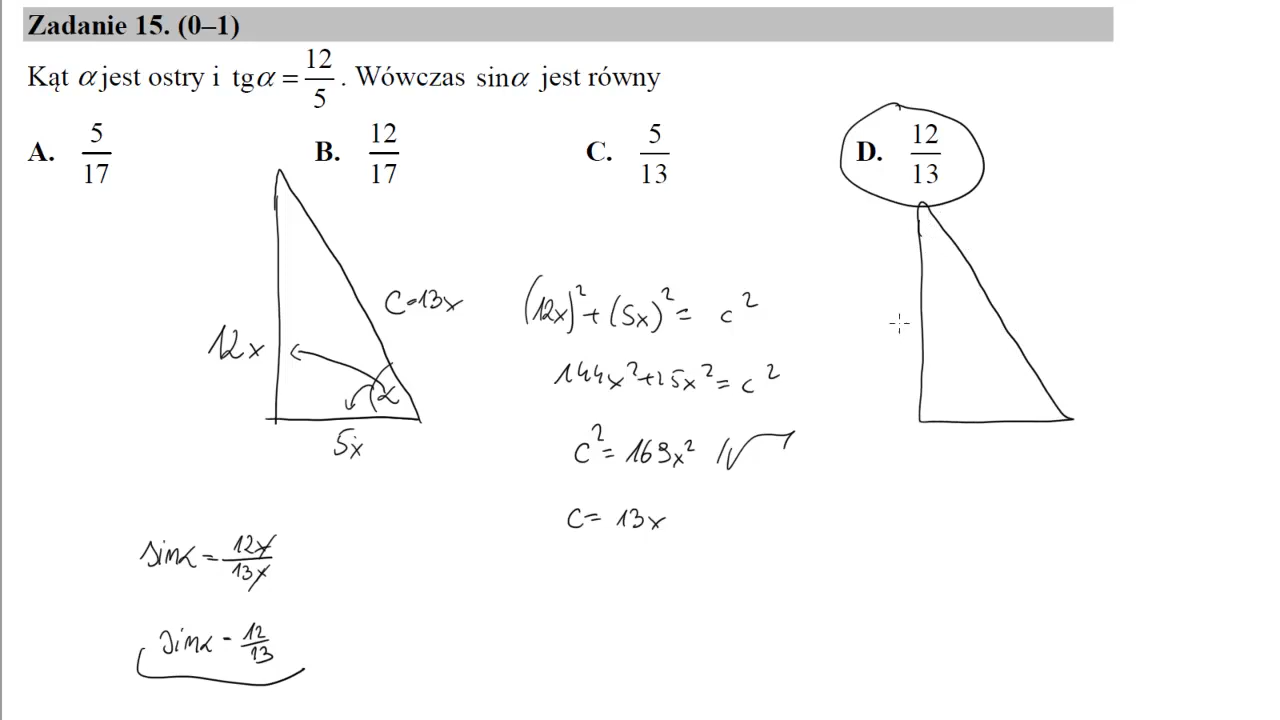 Zadanie 15. (0–1)
Kąt α jest ostry i tgα = 12/5. Wówczas sinα jest równy
A. 5/17 B. 12/17 C. 5/13 D. 12/13
12x
C=13x
α
5x
(12x)² + (5x)² = c²
144x²+25x² = c²
c² = 169x² /√
c = 13x
sinα = 12x/13x
sinα = 12/13